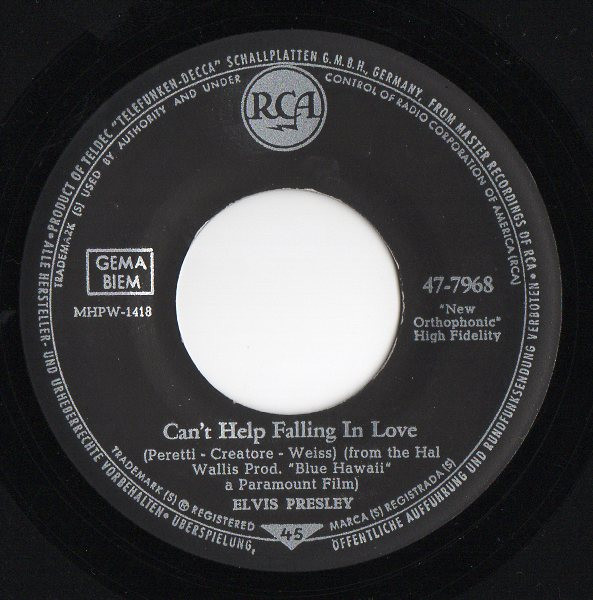 PRODUCT OF TELDEC "TELEFUNKEN-DECCA" SCHALLPLATTEN G.M.B.H., GERMANY, FROM MASTER RECORDINGS OF RCA •
TRADEMARK (S) USED BY AUTHORITY AND UNDER CONTROL OF RADIO CORPORATION OF AMERICA (RCA)
RCA
GEMA
BIEM
MHPW-1418
47-7968
"New
Orthophonic"
High Fidelity
Can't Help Falling In Love
(Peretti - Creatore - Weiss) (from the Hal
Wallis Prod. "Blue Hawaii"
a Paramount Film)
ELVIS PRESLEY
TRADEMARK (S) ® REGISTERED MARCA (S) REGISTRADA (S)
45
• ALLE HERSTELLER- UND URHEBERRECHTE VORBEHALTEN • ÜBERSPIELUNG, ÖFFENTLICHE AUFFÜHRUNG UND RUNDFUNKSENDUNG VERBOTEN